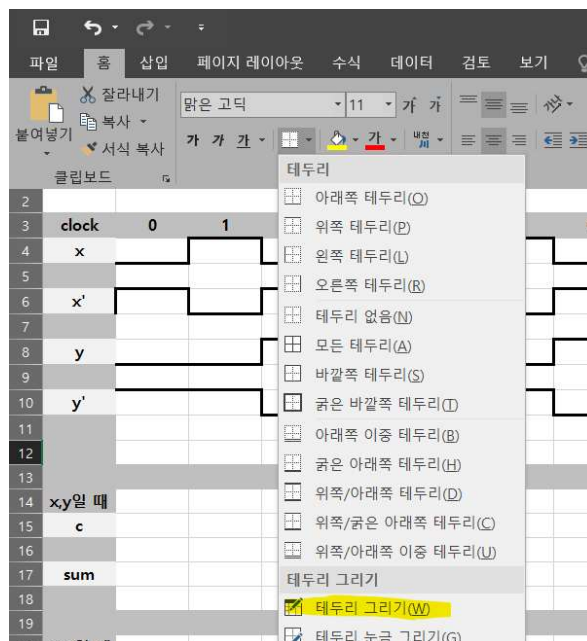 파일 홈 삽입 페이지 레이아웃 수식 데이터 검토 보기
잘라내기
복사
서식 복사
붙여넣기
클립보드
맑은 고딕 11 가 가
가 가 가 가 내천 川
테두리
아래쪽 테두리(O)
위쪽 테두리(P)
왼쪽 테두리(L)
오른쪽 테두리(R)
테두리 없음(N)
모든 테두리(A)
바깥쪽 테두리(S)
굵은 바깥쪽 테두리(T)
아래쪽 이중 테두리(B)
굵은 아래쪽 테두리(H)
위쪽/아래쪽 테두리(D)
위쪽/굵은 아래쪽 테두리(C)
위쪽/아래쪽 이중 테두리(U)
테두리 그리기
테두리 그리기(W)
테두리 눈금 그리기(G)
2
3 clock 0 1
4 x
5
6 x'
7
8 y
9
10 y'
11
12
13
14 x,y일 때
15 c
16
17 sum
18
19